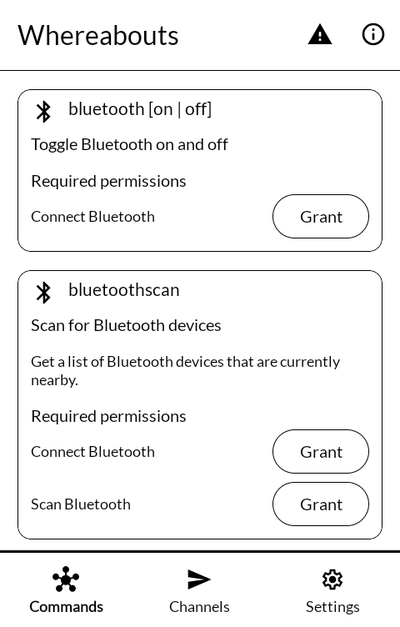 Whereabouts
bluetooth [on | off]
Toggle Bluetooth on and off
Required permissions
Connect Bluetooth
Grant
bluetoothscan
Scan for Bluetooth devices
Get a list of Bluetooth devices that are currently
nearby.
Required permissions
Connect Bluetooth
Grant
Scan Bluetooth
Grant
Commands
Channels
Settings